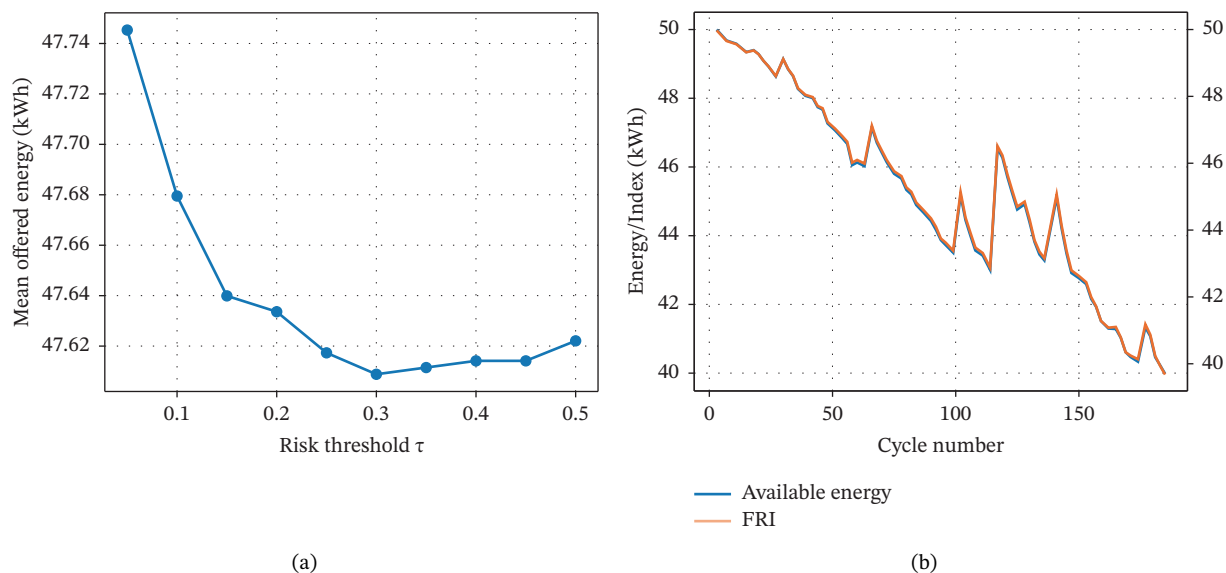 47.74
47.72
47.70
47.68
47.66
47.64
47.62
Mean offered energy (kWh)
0.1 0.2 0.3 0.4 0.5
Risk threshold τ
(a)
50
48
46
44
42
40
Energy/Index (kWh)
50
48
46
44
42
40
0 50 100 150
Cycle number
Available energy
FRI
(b)